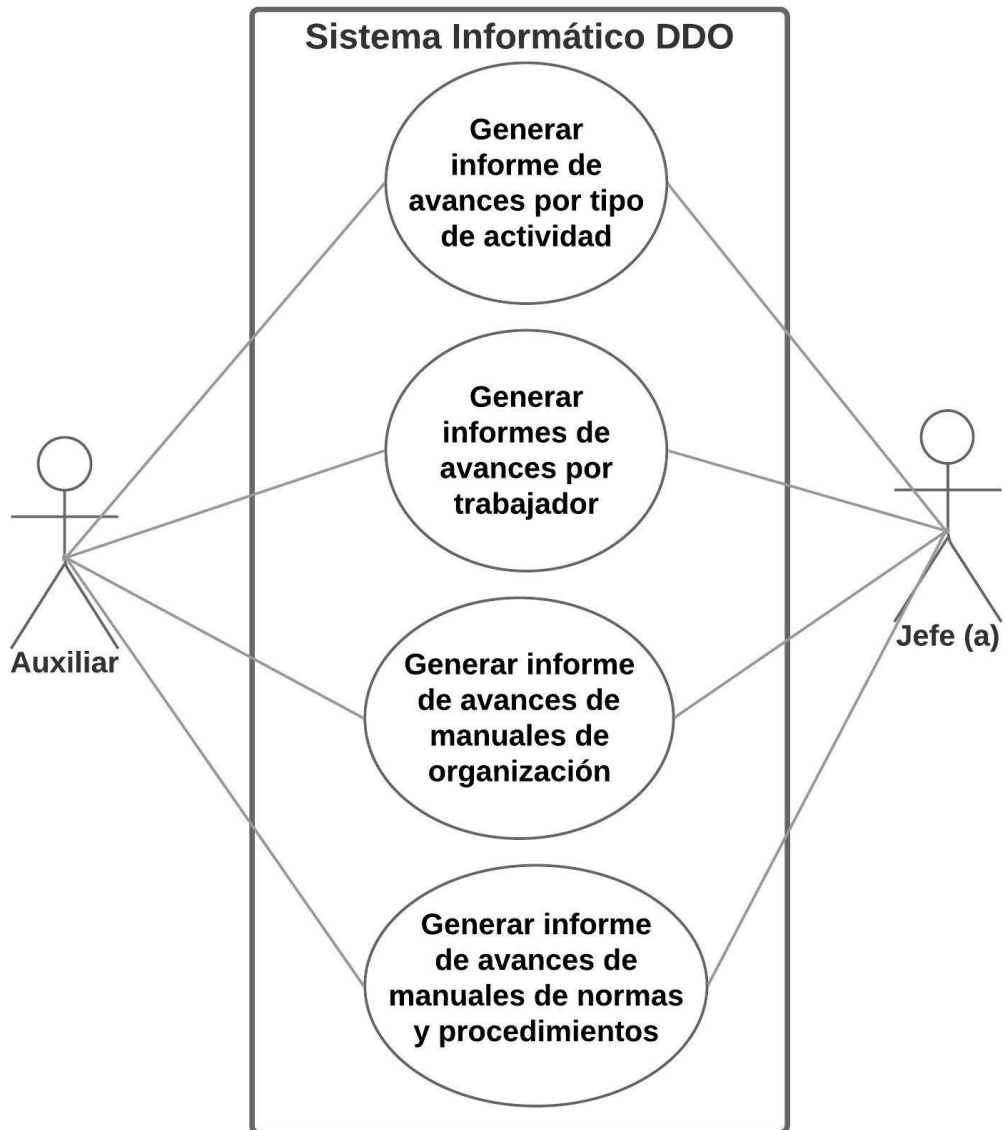 Sistema Informático DDO
Generar
informe de
avances por tipo
de actividad
Generar
informes de
avances por
trabajador
Auxiliar
Jefe (a)
Generar informe
de avances de
manuales de
organización
Generar informe
de avances de
manuales de normas
y procedimientos